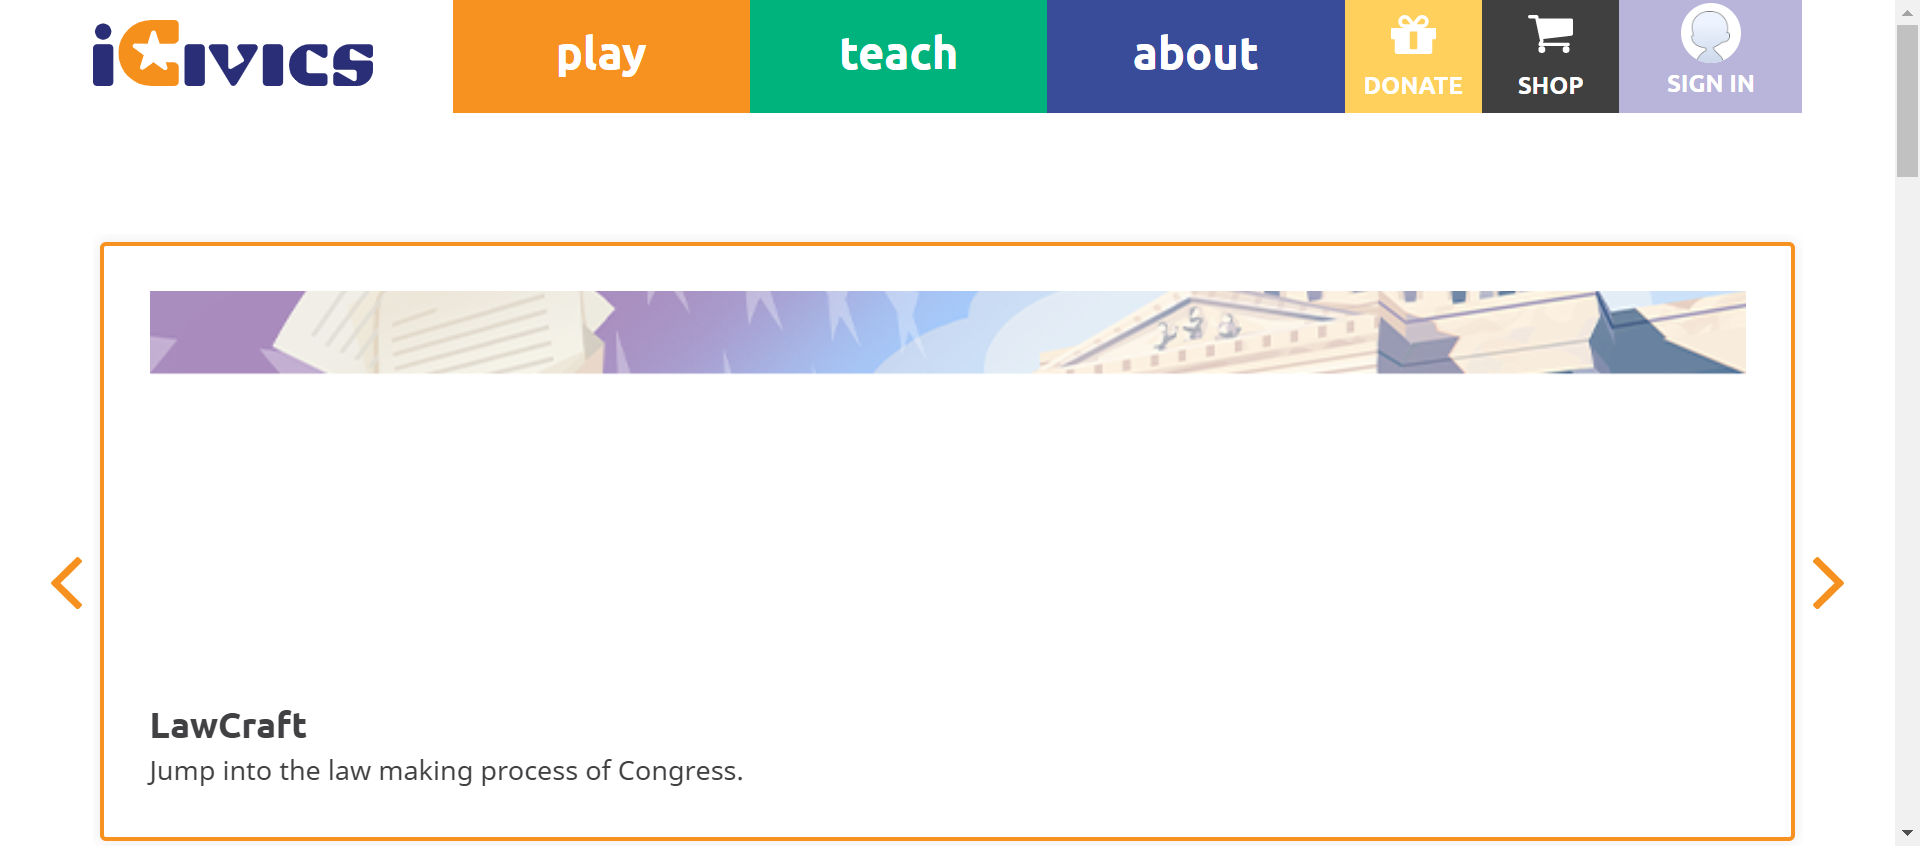 iCivics
play
teach
about
DONATE
SHOP
SIGN IN
LawCraft
Jump into the law making process of Congress.